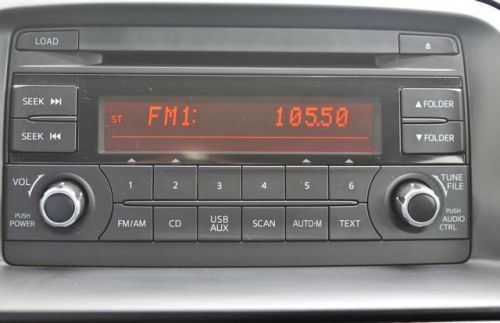 LOAD
SEEK
SEEK
ST FM1: 105.50
FOLDER
FOLDER
VOL
TUNE
FILE
1 2 3 4 5 6
PUSH
POWER
FM/AM CD USB AUX SCAN AUTO-M TEXT
PUSH
AUDIO
CTRL